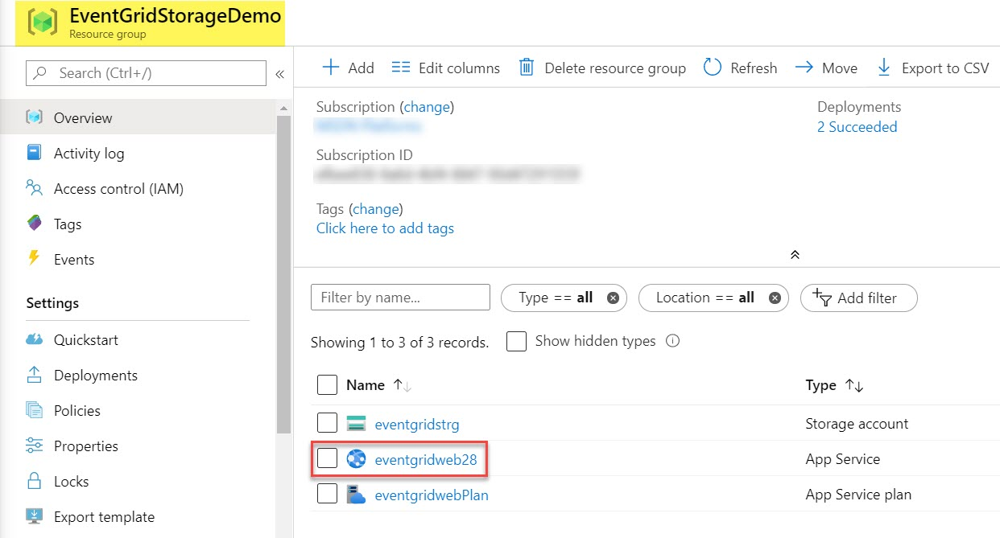 EventGridStorageDemo
Resource group
Search (Ctrl+/)
«
Overview
Activity log
Access control (IAM)
Tags
Events
Settings
Quickstart
Deployments
Policies
Properties
Locks
Export template
Add
Edit columns
Delete resource group
Refresh
Move
Export to CSV
Subscription (change)
Deployments
2 Succeeded
Subscription ID
Tags (change)
Click here to add tags
Filter by name...
Type == all
Location == all
Add filter
Showing 1 to 3 of 3 records.
Show hidden types
Name ↑↓
Type ↑↓
eventgridstrg
Storage account
eventgridweb28
App Service
eventgridwebPlan
App Service plan